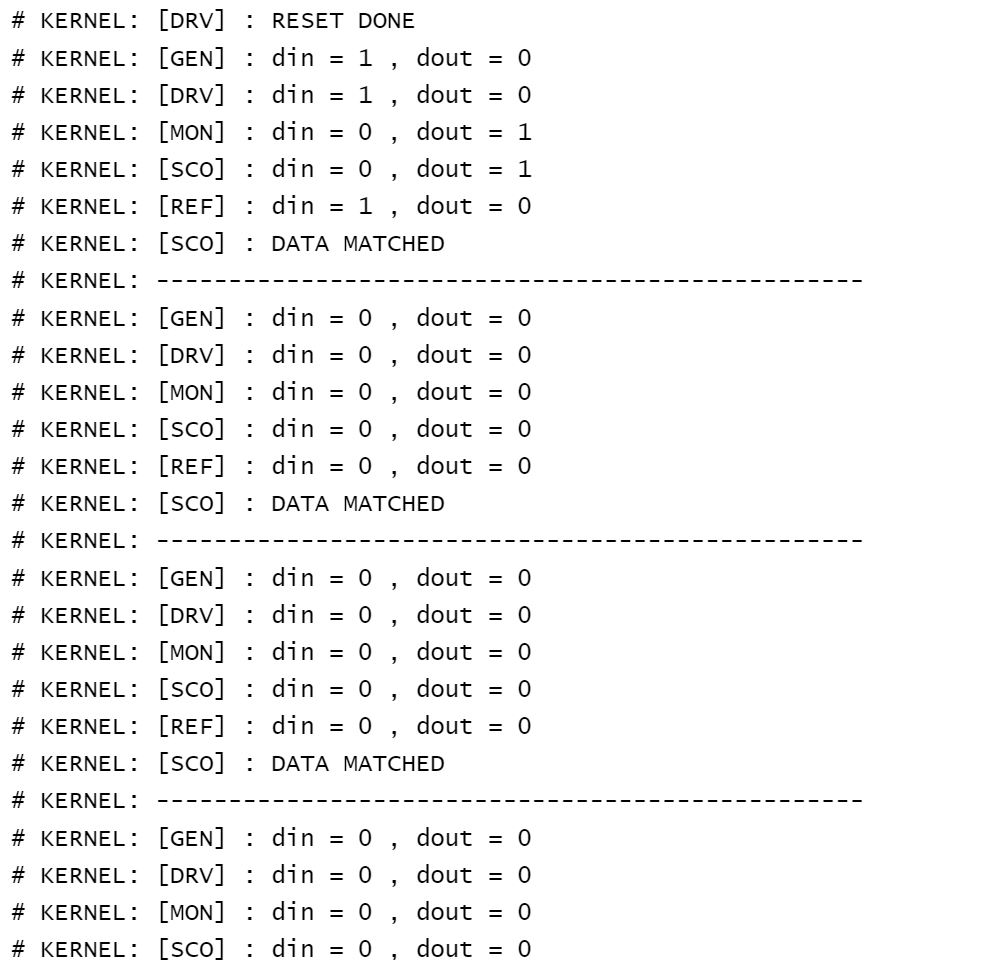 # KERNEL: [DRV] : RESET DONE
# KERNEL: [GEN] : din = 1 , dout = 0
# KERNEL: [DRV] : din = 1 , dout = 0
# KERNEL: [MON] : din = 0 , dout = 1
# KERNEL: [SCO] : din = 0 , dout = 1
# KERNEL: [REF] : din = 1 , dout = 0
# KERNEL: [SCO] : DATA MATCHED
# KERNEL: -------------------------------------------------
# KERNEL: [GEN] : din = 0 , dout = 0
# KERNEL: [DRV] : din = 0 , dout = 0
# KERNEL: [MON] : din = 0 , dout = 0
# KERNEL: [SCO] : din = 0 , dout = 0
# KERNEL: [REF] : din = 0 , dout = 0
# KERNEL: [SCO] : DATA MATCHED
# KERNEL: -------------------------------------------------
# KERNEL: [GEN] : din = 0 , dout = 0
# KERNEL: [DRV] : din = 0 , dout = 0
# KERNEL: [MON] : din = 0 , dout = 0
# KERNEL: [SCO] : din = 0 , dout = 0
# KERNEL: [REF] : din = 0 , dout = 0
# KERNEL: [SCO] : DATA MATCHED
# KERNEL: -------------------------------------------------
# KERNEL: [GEN] : din = 0 , dout = 0
# KERNEL: [DRV] : din = 0 , dout = 0
# KERNEL: [MON] : din = 0 , dout = 0
# KERNEL: [SCO] : din = 0 , dout = 0